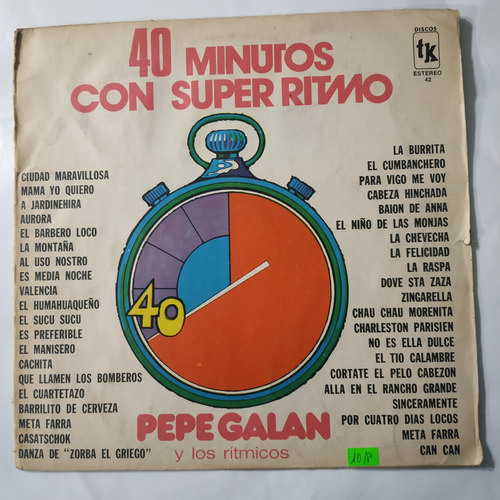 40 MINUTOS
CON SUPER RITMO
DISCOS
tk
ESTEREO
42
CIUDAD MARAVILLOSA
MAMA YO QUIERO
A JARDINEHIRA
AURORA
EL BARBERO LOCO
LA MONTAÑA
AL USO NOSTRO
ES MEDIA NOCHE
VALENCIA
EL HUMAHUAQUEÑO
EL SUCU SUCU
ES PREFERIBLE
EL MANISERO
CACHITA
QUE LLAMEN LOS BOMBEROS
EL CUARTETAZO
BARRILITO DE CERVEZA
META FARRA
CASATSCHOK
DANZA DE "ZORBA EL GRIEGO"
40
LA BURRITA
EL CUMBANCHERO
PARA VIGO ME VOY
CABEZA HINCHADA
BAION DE ANNA
EL NIÑO DE LAS MONJAS
LA CHEVECHA
LA FELICIDAD
LA RASPA
DOVE STA ZAZA
ZINGARELLA
CHAU CHAU MORENITA
CHARLESTON PARISIEN
NO ES ELLA DULCE
EL TIO CALAMBRE
CORTATE EL PELO CABEZON
ALLA EN EL RANCHO GRANDE
SINCERAMENTE
POR CUATRO DIAS LOCOS
META FARRA
CAN CAN
PEPE GALAN
y los rítmicos